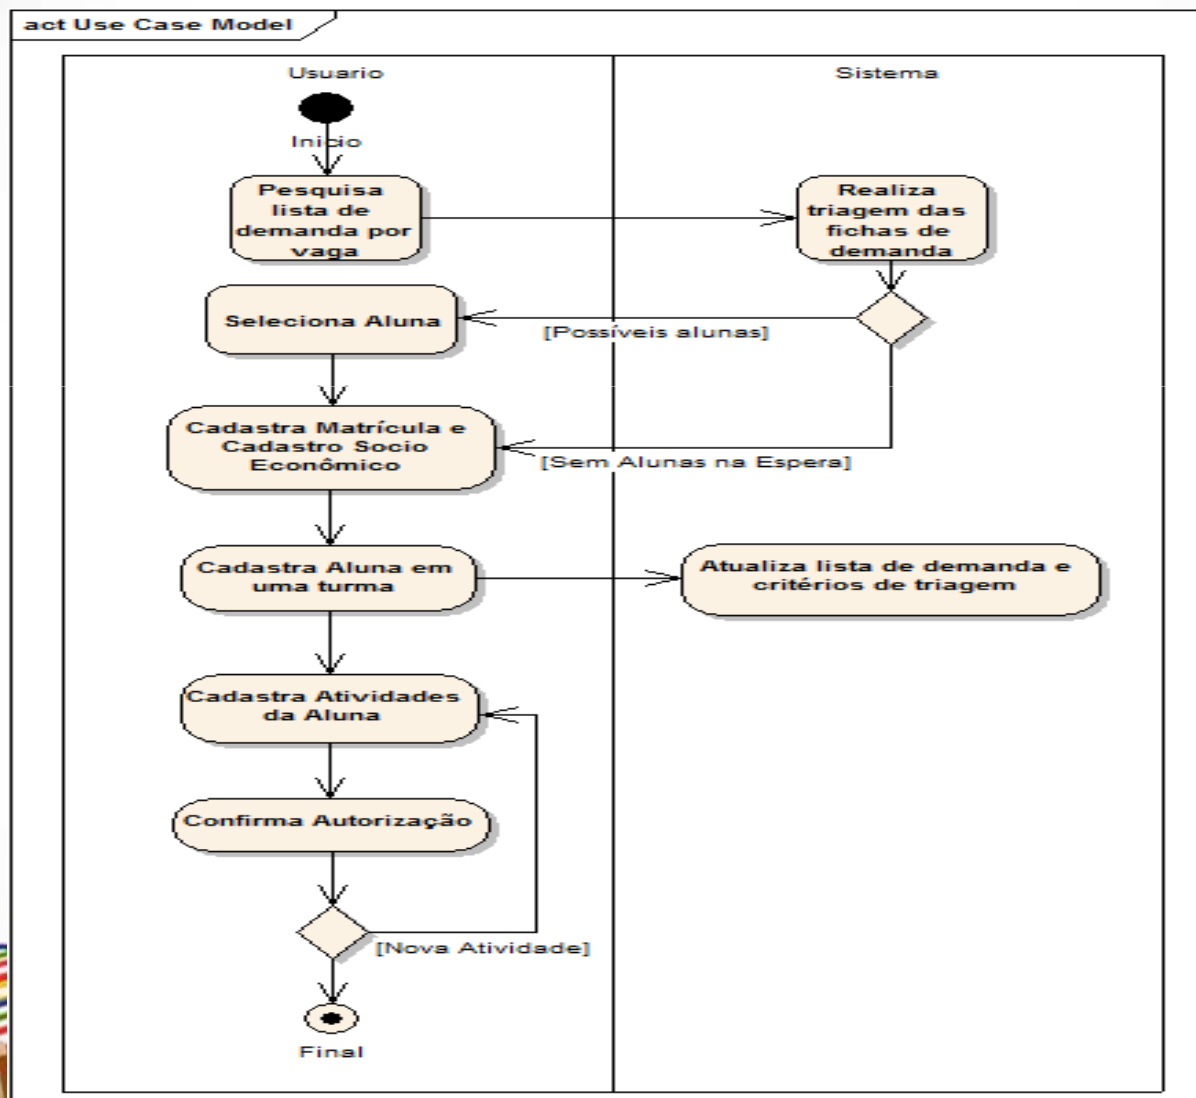 act Use Case Model
Usuario
Sistema
Inicio
Pesquisa
lista de
demanda por
vaga
Realiza
triagem das
fichas de
demanda
Seleciona Aluna
[Possíveis alunas]
Cadastra Matrícula e
Cadastro Socio
Econômico
[Sem Alunas na Espera]
Cadastra Aluna em
uma turma
Atualiza lista de demanda e
critérios de triagem
Cadastra Atividades
da Aluna
Confirma Autorização
[Nova Atividade]
Final